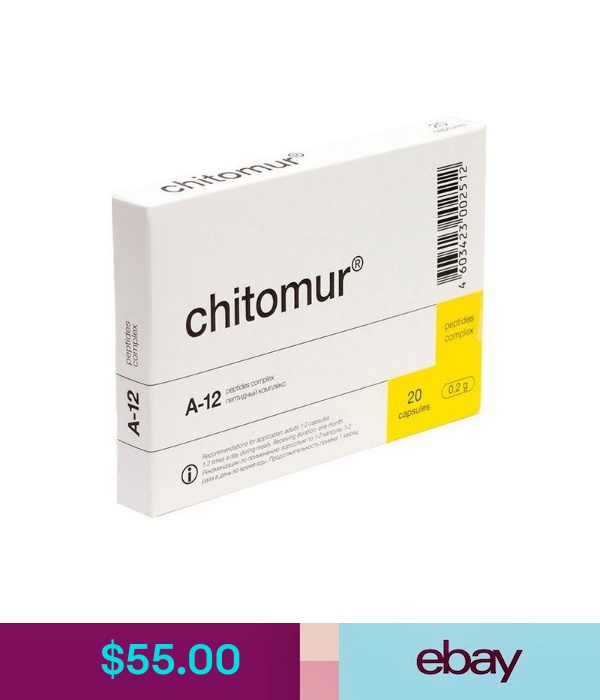 chitomur®
20
capsules
4 603423 002512
chitomur®
peptides
complex
A-12
peptides complex
пептидный комплекс
A-12
peptides
complex
20
capsules
0,2 g
Recommendations for application: adults 1-2 capsules
1-2 times a day during meals. Receiving duration: one month
Рекомендации по применению: взрослым по 1-2 капсулы 1-2
раза в день во время еды. Продолжительность приема 1 месяц
$55.00
ebay